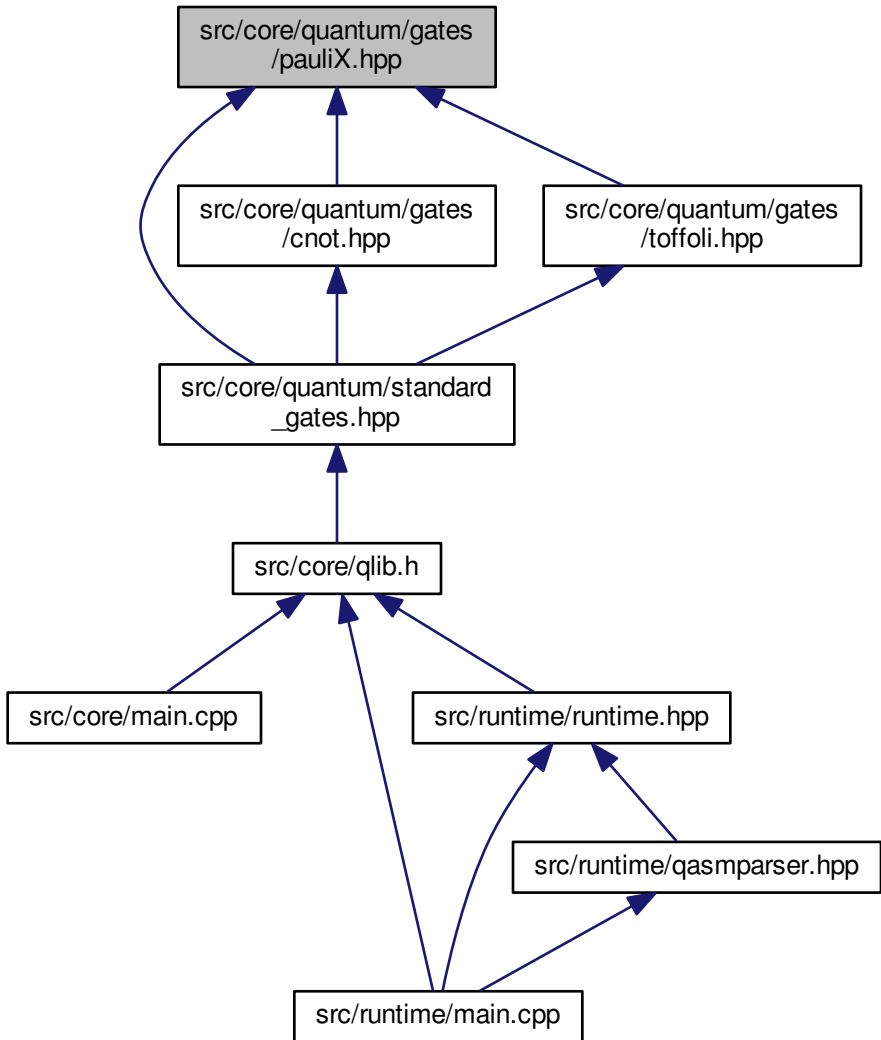 src/core/quantum/gates
/pauliX.hpp
src/core/quantum/gates
/cnot.hpp
src/core/quantum/gates
/toffoli.hpp
src/core/quantum/standard
_gates.hpp
src/core/qlib.h
src/core/main.cpp
src/runtime/runtime.hpp
src/runtime/qasmparser.hpp
src/runtime/main.cpp